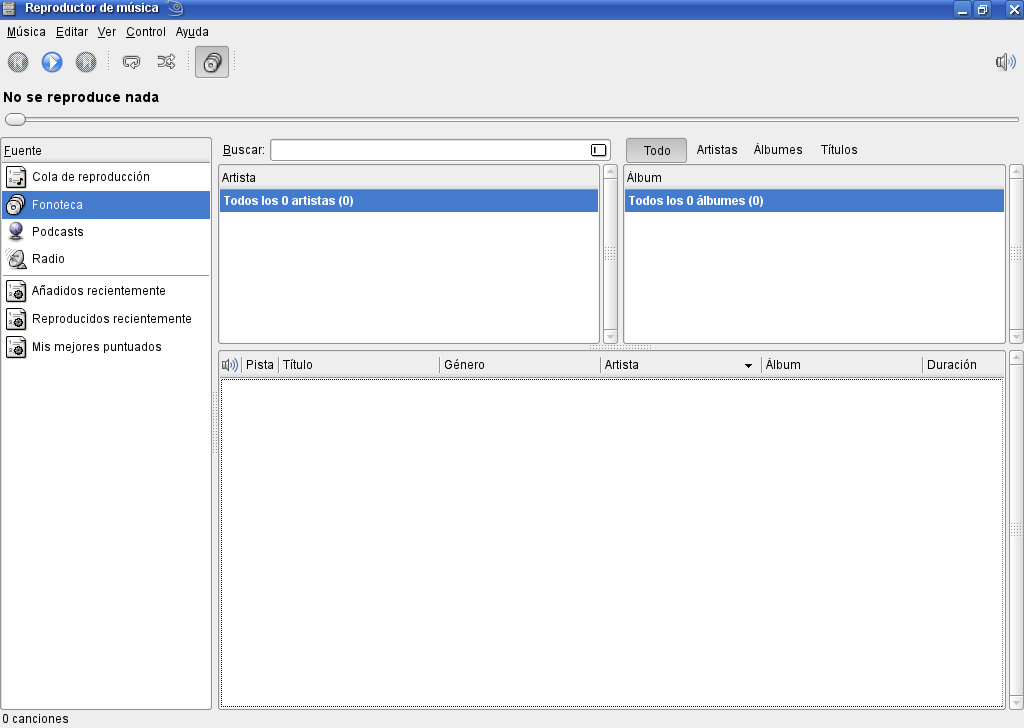 Reproductor de música
Música Editar Ver Control Ayuda
No se reproduce nada
Fuente
Cola de reproducción
Fonoteca
Podcasts
Radio
Añadidos recientemente
Reproducidos recientemente
Mis mejores puntuados
Buscar:
Todo Artistas Álbumes Títulos
Artista
Todos los 0 artistas (0)
Álbum
Todos los 0 álbumes (0)
Pista Título Género Artista Álbum Duración
0 canciones